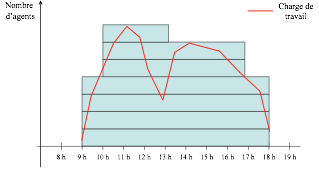 Nombre
d'agents
Charge de
travail
8 h 9 h 10 h 11 h 12 h 13 h 14 h 15 h 16 h 17 h 18 h 19 h